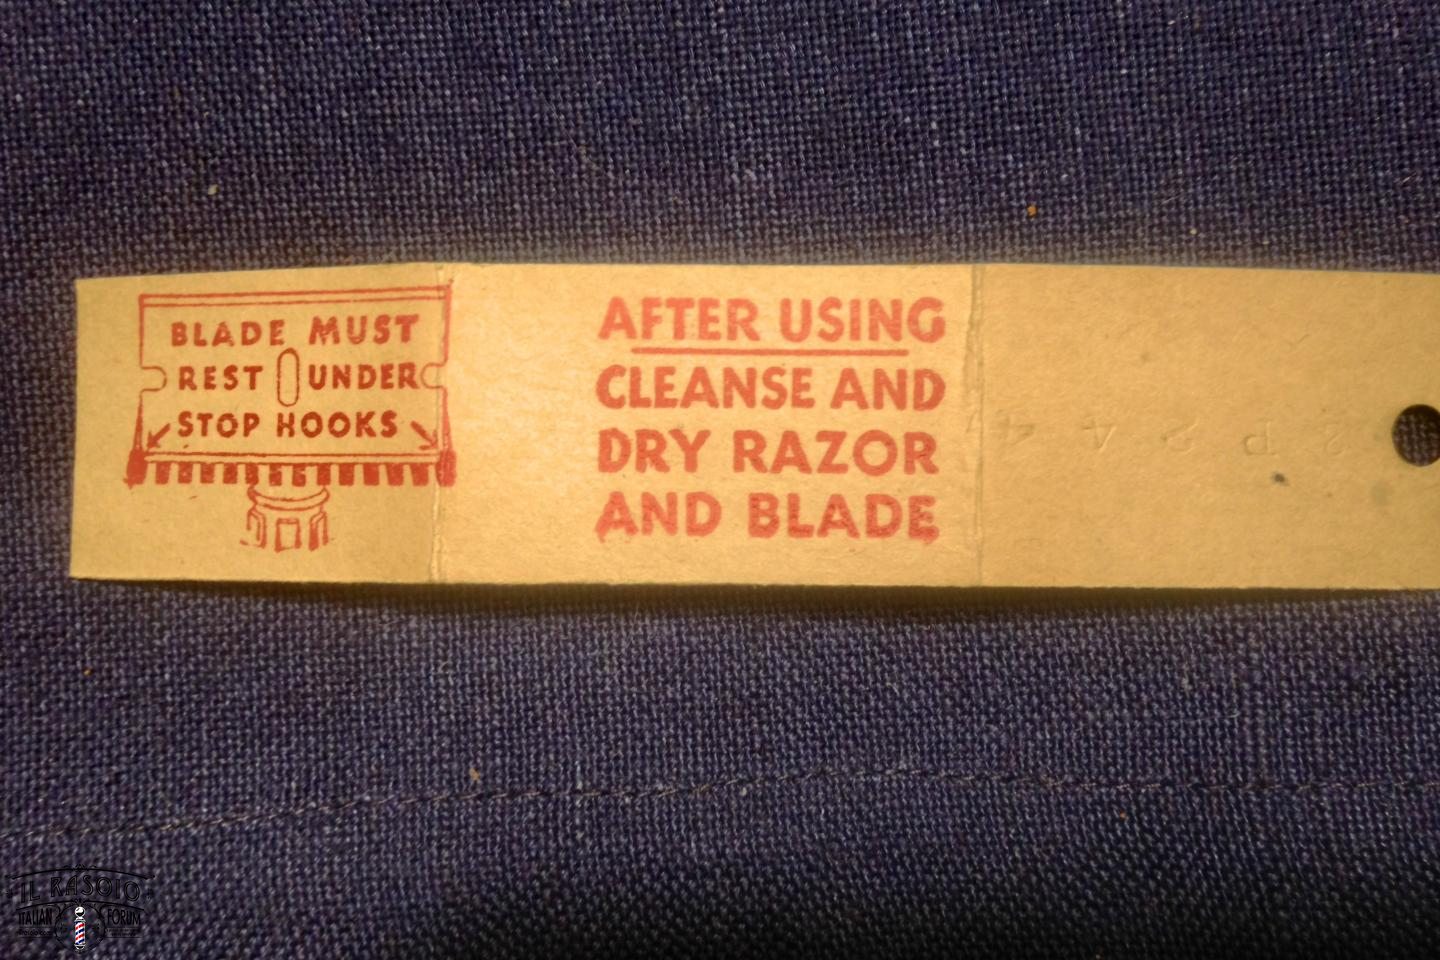 BLADE MUST
REST UNDER
STOP HOOKS
AFTER USING
CLEANSE AND
DRY RAZOR
AND BLADE
IL RASOIO
ITALIAN FORUM